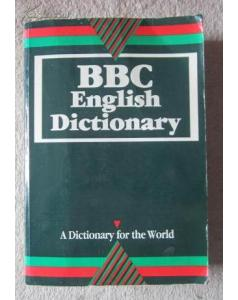 BBC
English
Dictionary
A Dictionary for the World